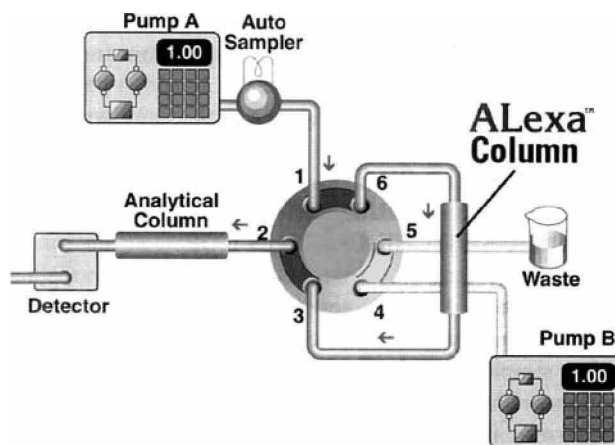 Pump A
1.00
Auto
Sampler
ALexa™
Column
1
6
Analytical
Column
2
5
Detector
Waste
3
4
Pump B
1.00